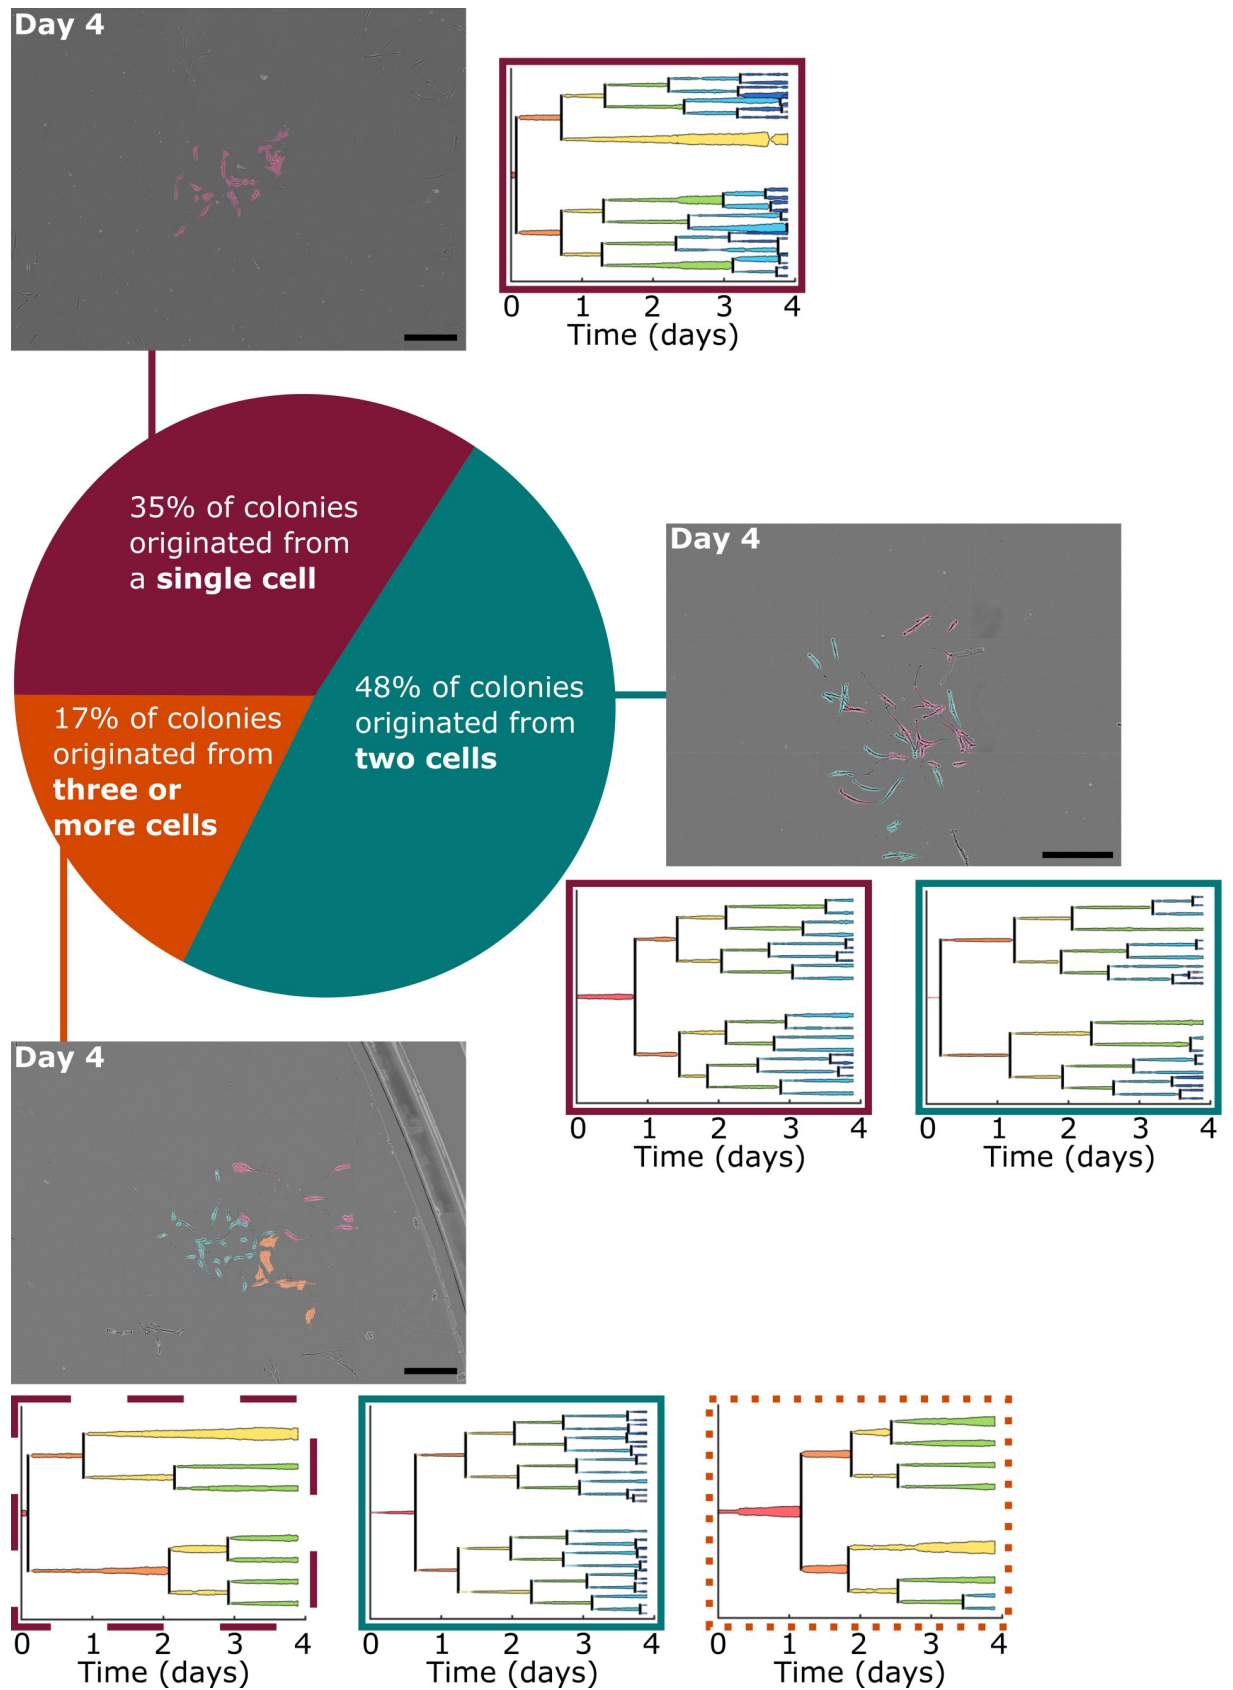 Day 4
0 1 2 3 4
Time (days)
35% of colonies
originated from
a single cell
48% of colonies
originated from
two cells
17% of colonies
originated from
three or
more cells
Day 4
0 1 2 3 4
Time (days)
0 1 2 3 4
Time (days)
Day 4
0 1 2 3 4
Time (days)
0 1 2 3 4
Time (days)
0 1 2 3 4
Time (days)